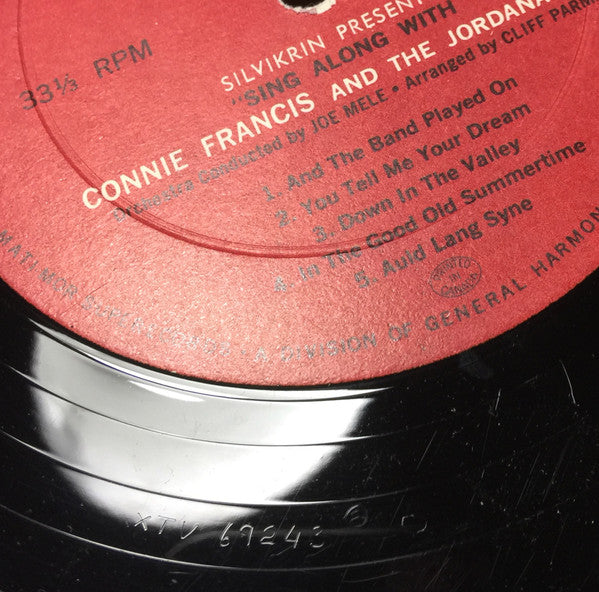 33⅓ RPM
SILVIKRIN PRESENT
"SING ALONG WITH
CONNIE FRANCIS AND THE JORDANA
Orchestra Conducted by JOE MELE • Arranged by CLIFF PARM
1. And The Band Played On
2. You Tell Me Your Dream
3. Down In The Valley
4. In The Good Old Summertime
5. Auld Lang Syne
A DIVISION OF GENERAL HARMON
XTV 69843